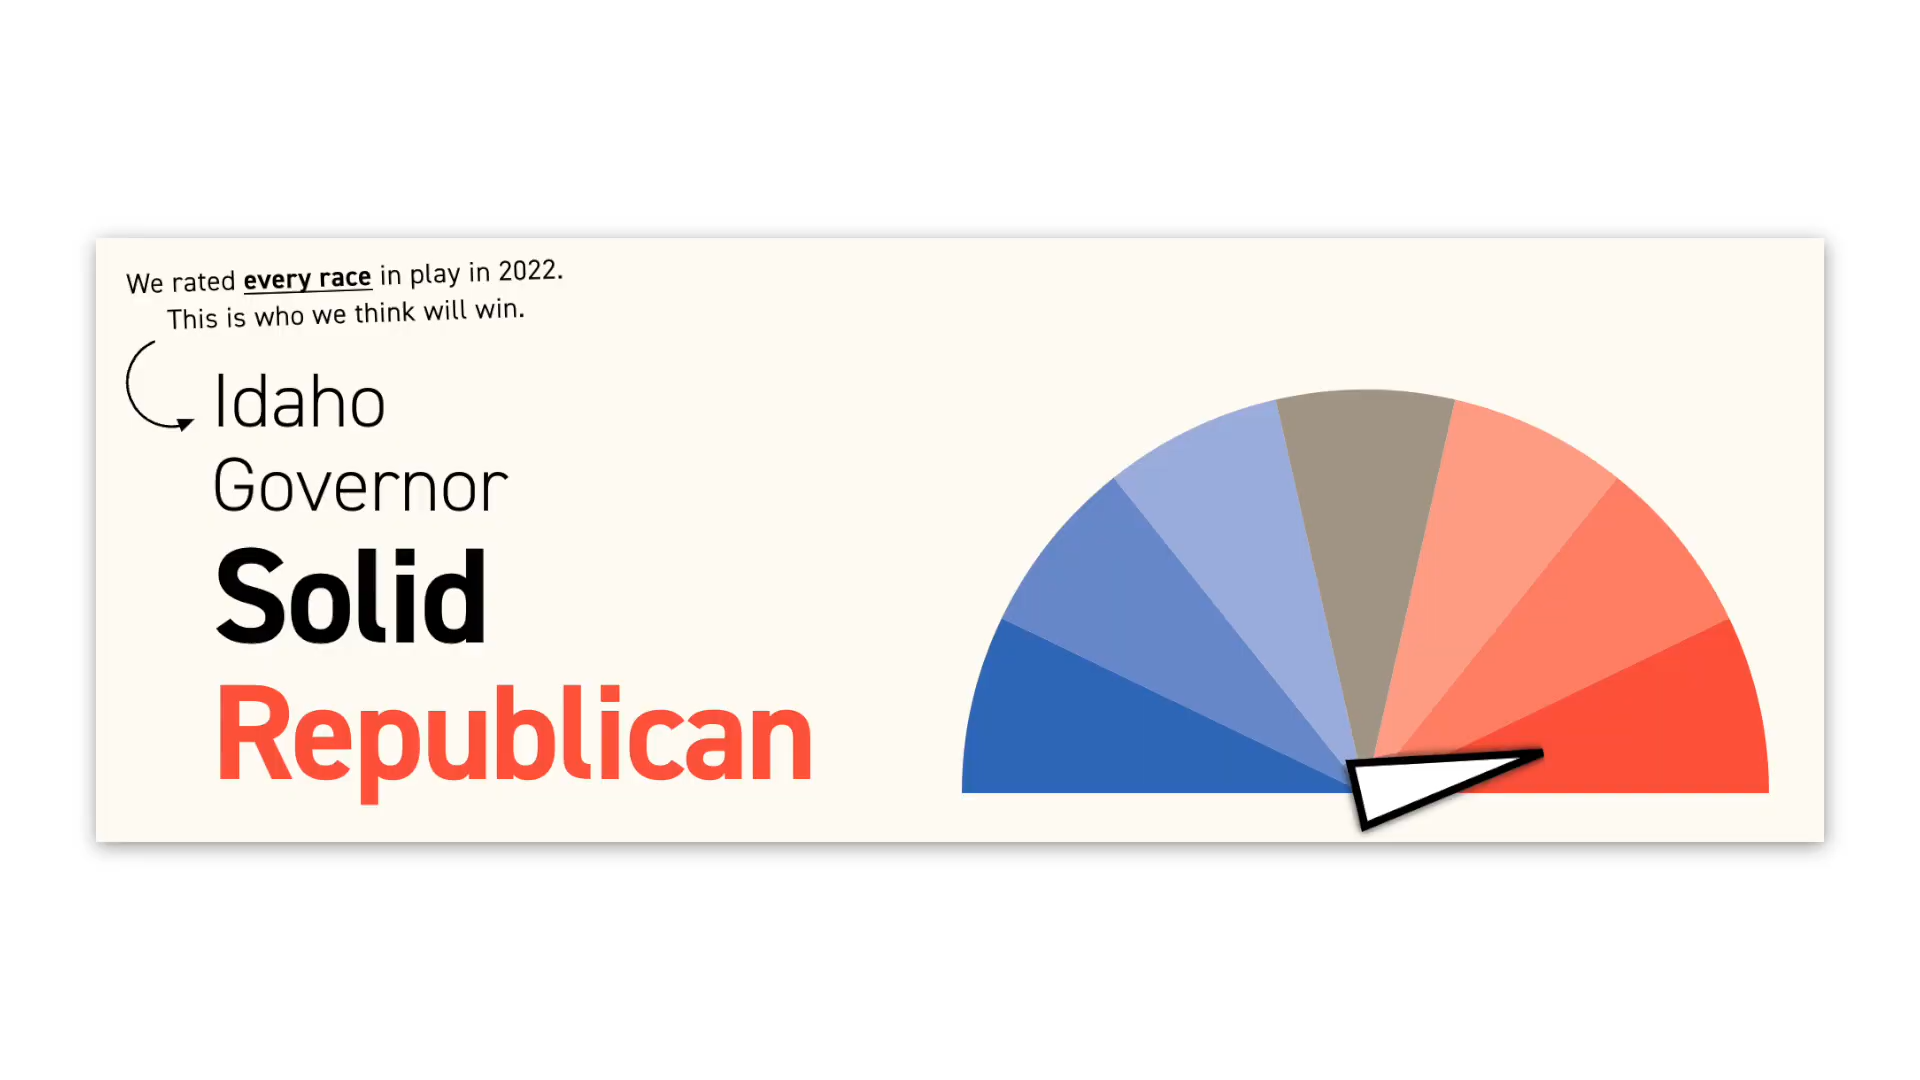 We rated every race in play in 2022.
This is who we think will win.
Idaho
Governor
Solid
Republican